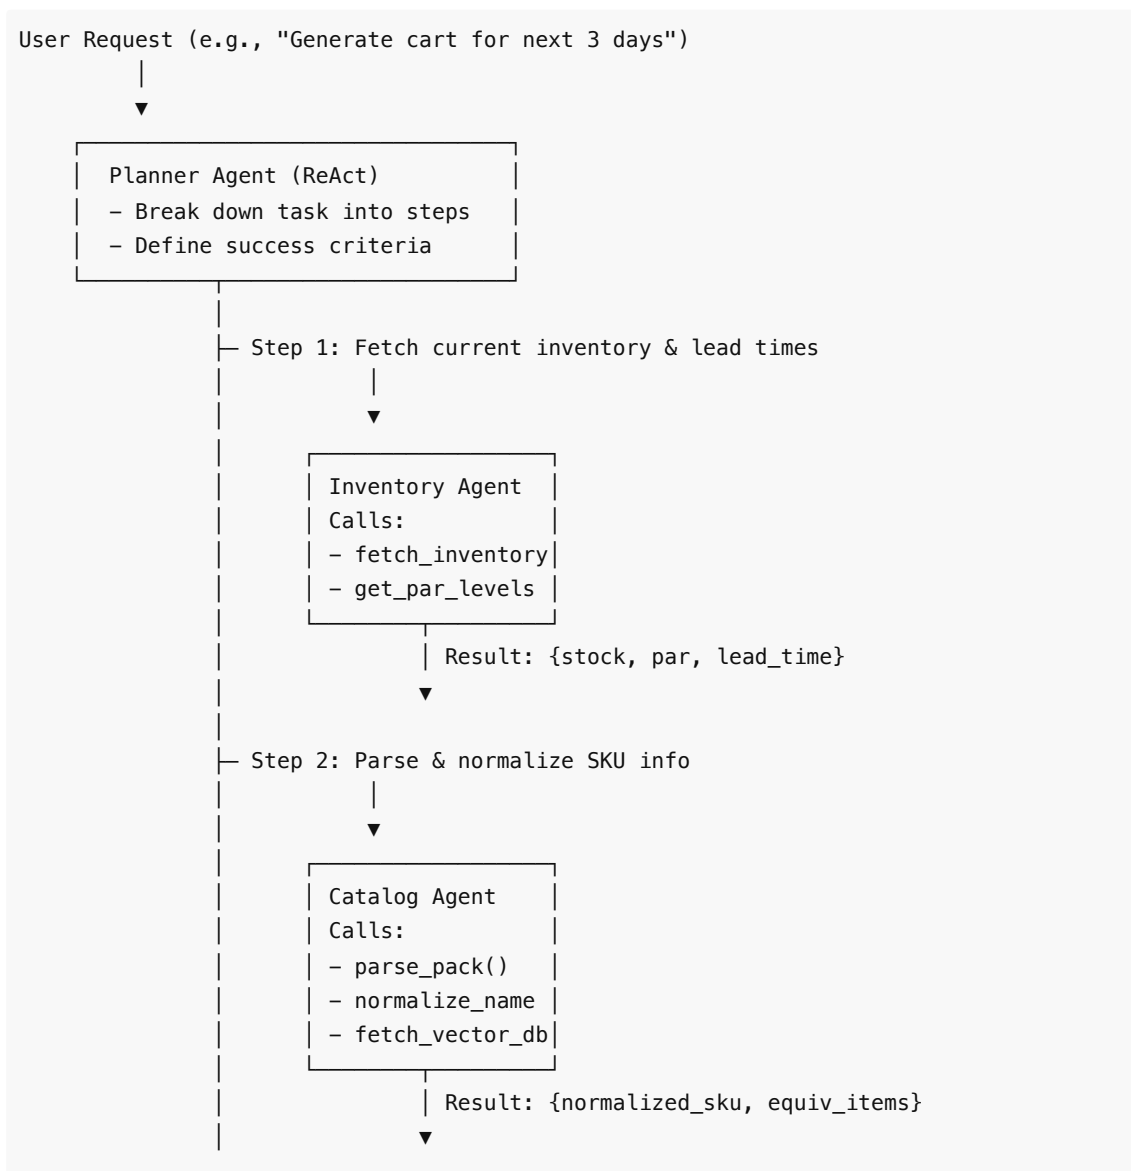 User Request (e.g., "Generate cart for next 3 days")
Planner Agent (ReAct)
– Break down task into steps
– Define success criteria
Step 1: Fetch current inventory & lead times
Inventory Agent
Calls:
– fetch_inventory
– get_par_levels
Result: {stock, par, lead_time}
Step 2: Parse & normalize SKU info
Catalog Agent
Calls:
– parse_pack()
– normalize_name
– fetch_vector_db
Result: {normalized_sku, equiv_items}